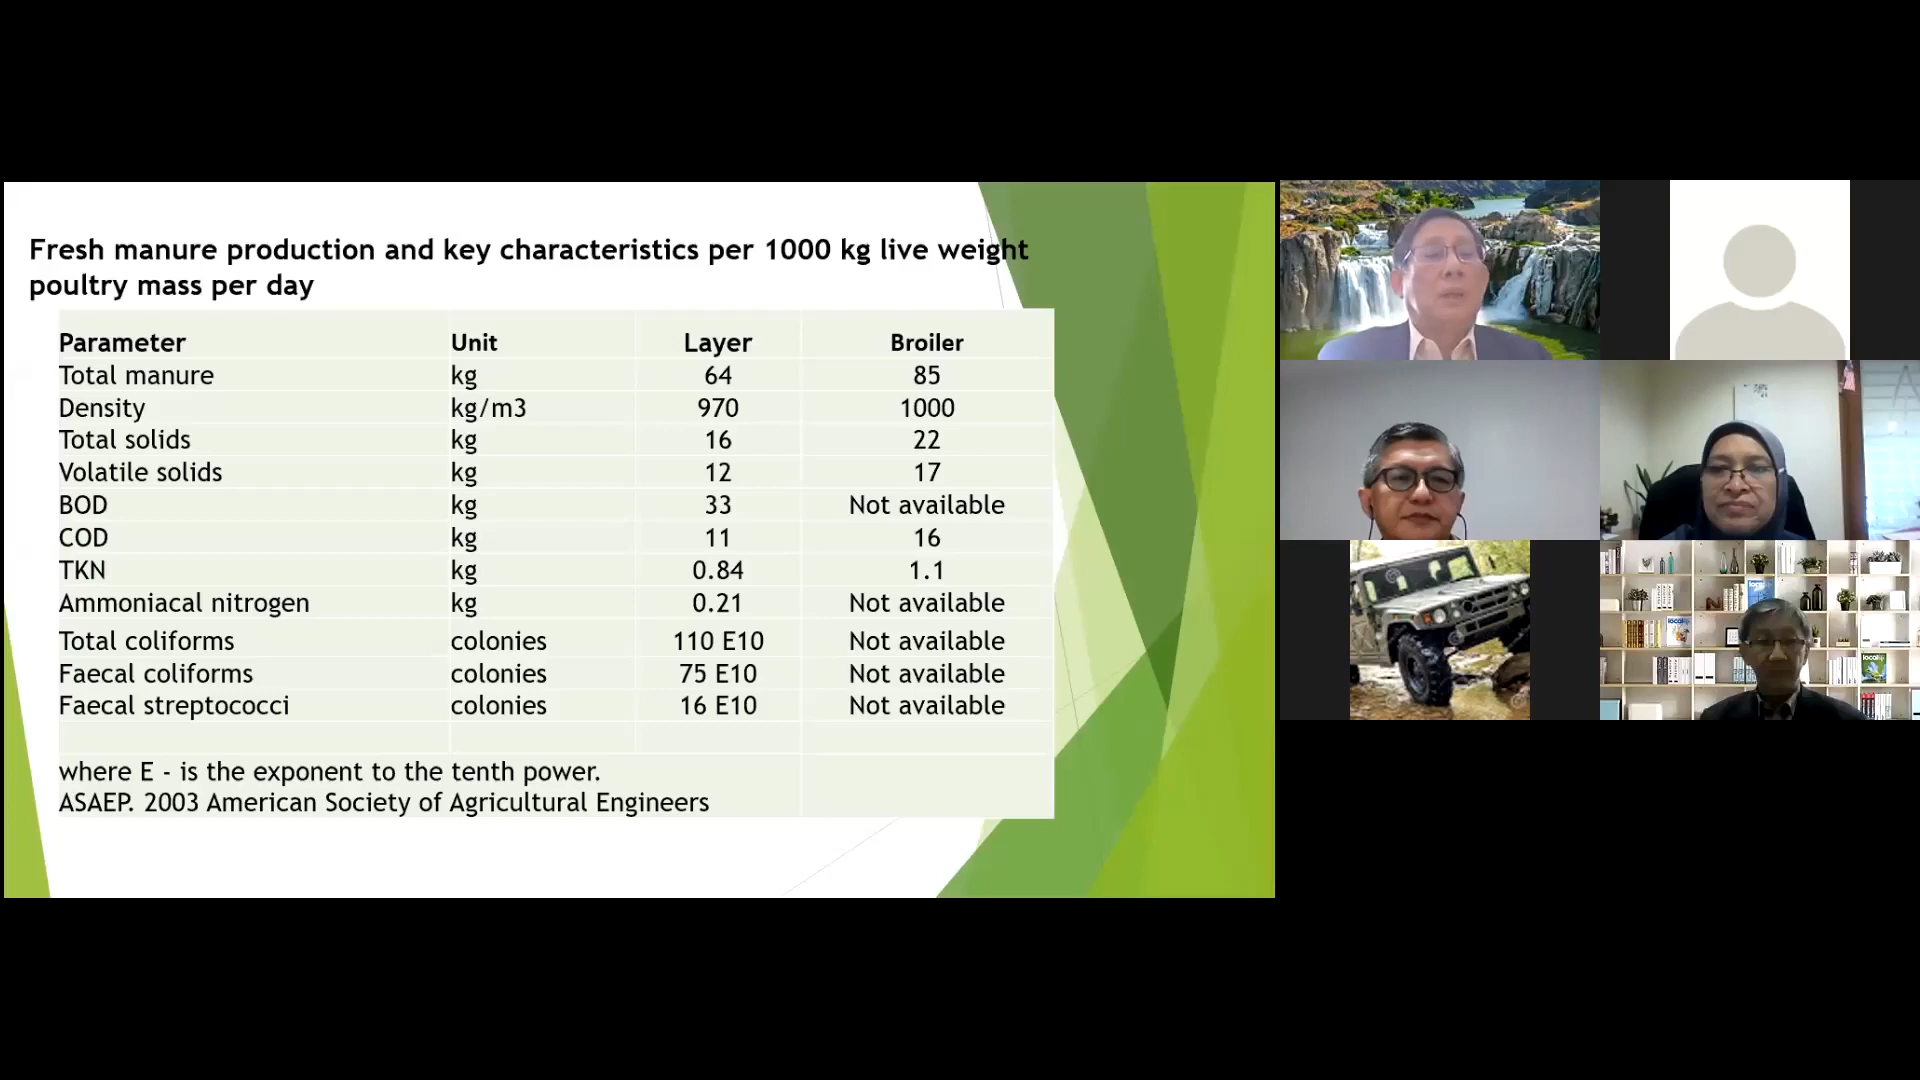 Fresh manure production and key characteristics per 1000 kg live weight
poultry mass per day
Parameter Unit Layer Broiler
Total manure kg 64 85
Density kg/m3 970 1000
Total solids kg 16 22
Volatile solids kg 12 17
BOD kg 33 Not available
COD kg 11 16
TKN kg 0.84 1.1
Ammoniacal nitrogen kg 0.21 Not available
Total coliforms colonies 110 E10 Not available
Faecal coliforms colonies 75 E10 Not available
Faecal streptococci colonies 16 E10 Not available
where E - is the exponent to the tenth power.
ASAEP. 2003 American Society of Agricultural Engineers
local
local